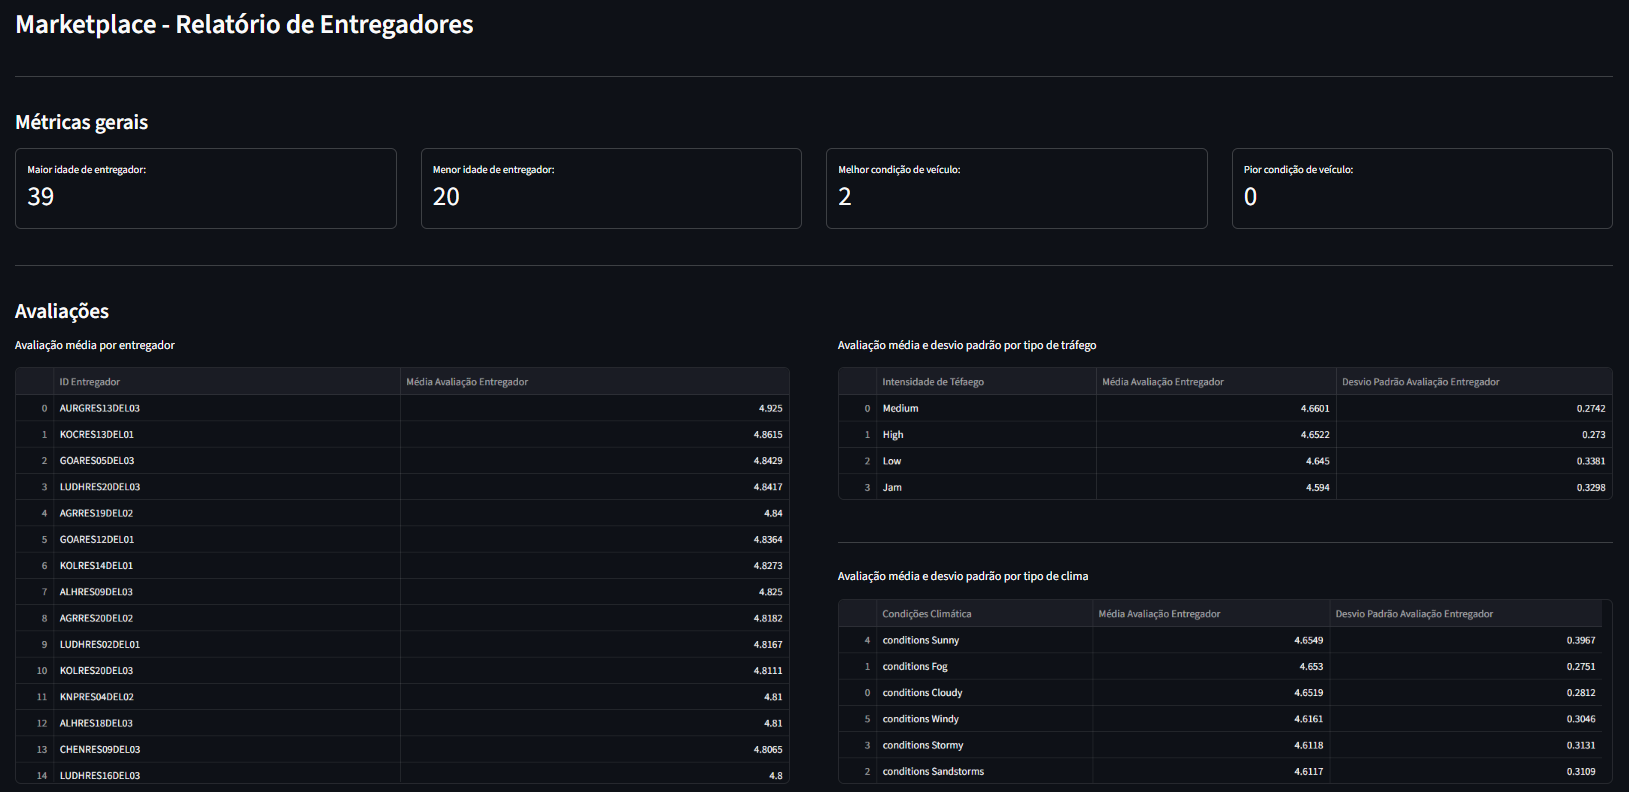 Marketplace - Relatório de Entregadores
Métricas gerais
Maior idade de entregador:
39
Menor idade de entregador:
20
Melhor condição de veículo:
2
Pior condição de veículo:
0
Avaliações
Avaliação média por entregador
ID Entregador Média Avaliação Entregador
0 AURGRES13DEL03 4.925
1 KOCRES13DEL01 4.8615
2 GOARES05DEL03 4.8429
3 LUDHRES20DEL03 4.8417
4 AGRRES19DEL02 4.84
5 GOARES12DEL01 4.8364
6 KOLRES14DEL01 4.8273
7 ALHRES09DEL03 4.825
8 AGRRES20DEL02 4.8182
9 LUDHRES02DEL01 4.8167
10 KOLRES20DEL03 4.8111
11 KNPRES04DEL02 4.81
12 ALHRES18DEL03 4.81
13 CHENRES09DEL03 4.8065
14 LUDHRES16DEL03 4.8
Avaliação média e desvio padrão por tipo de tráfego
Intensidade de Téfaego Média Avaliação Entregador Desvio Padrão Avaliação Entregador
0 Medium 4.6601 0.2742
1 High 4.6522 0.273
2 Low 4.645 0.3381
3 Jam 4.594 0.3298
Avaliação média e desvio padrão por tipo de clima
Condições Climática Média Avaliação Entregador Desvio Padrão Avaliação Entregador
4 conditions Sunny 4.6549 0.3967
1 conditions Fog 4.653 0.2751
0 conditions Cloudy 4.6519 0.2812
5 conditions Windy 4.6161 0.3046
3 conditions Stormy 4.6118 0.3131
2 conditions Sandstorms 4.6117 0.3109